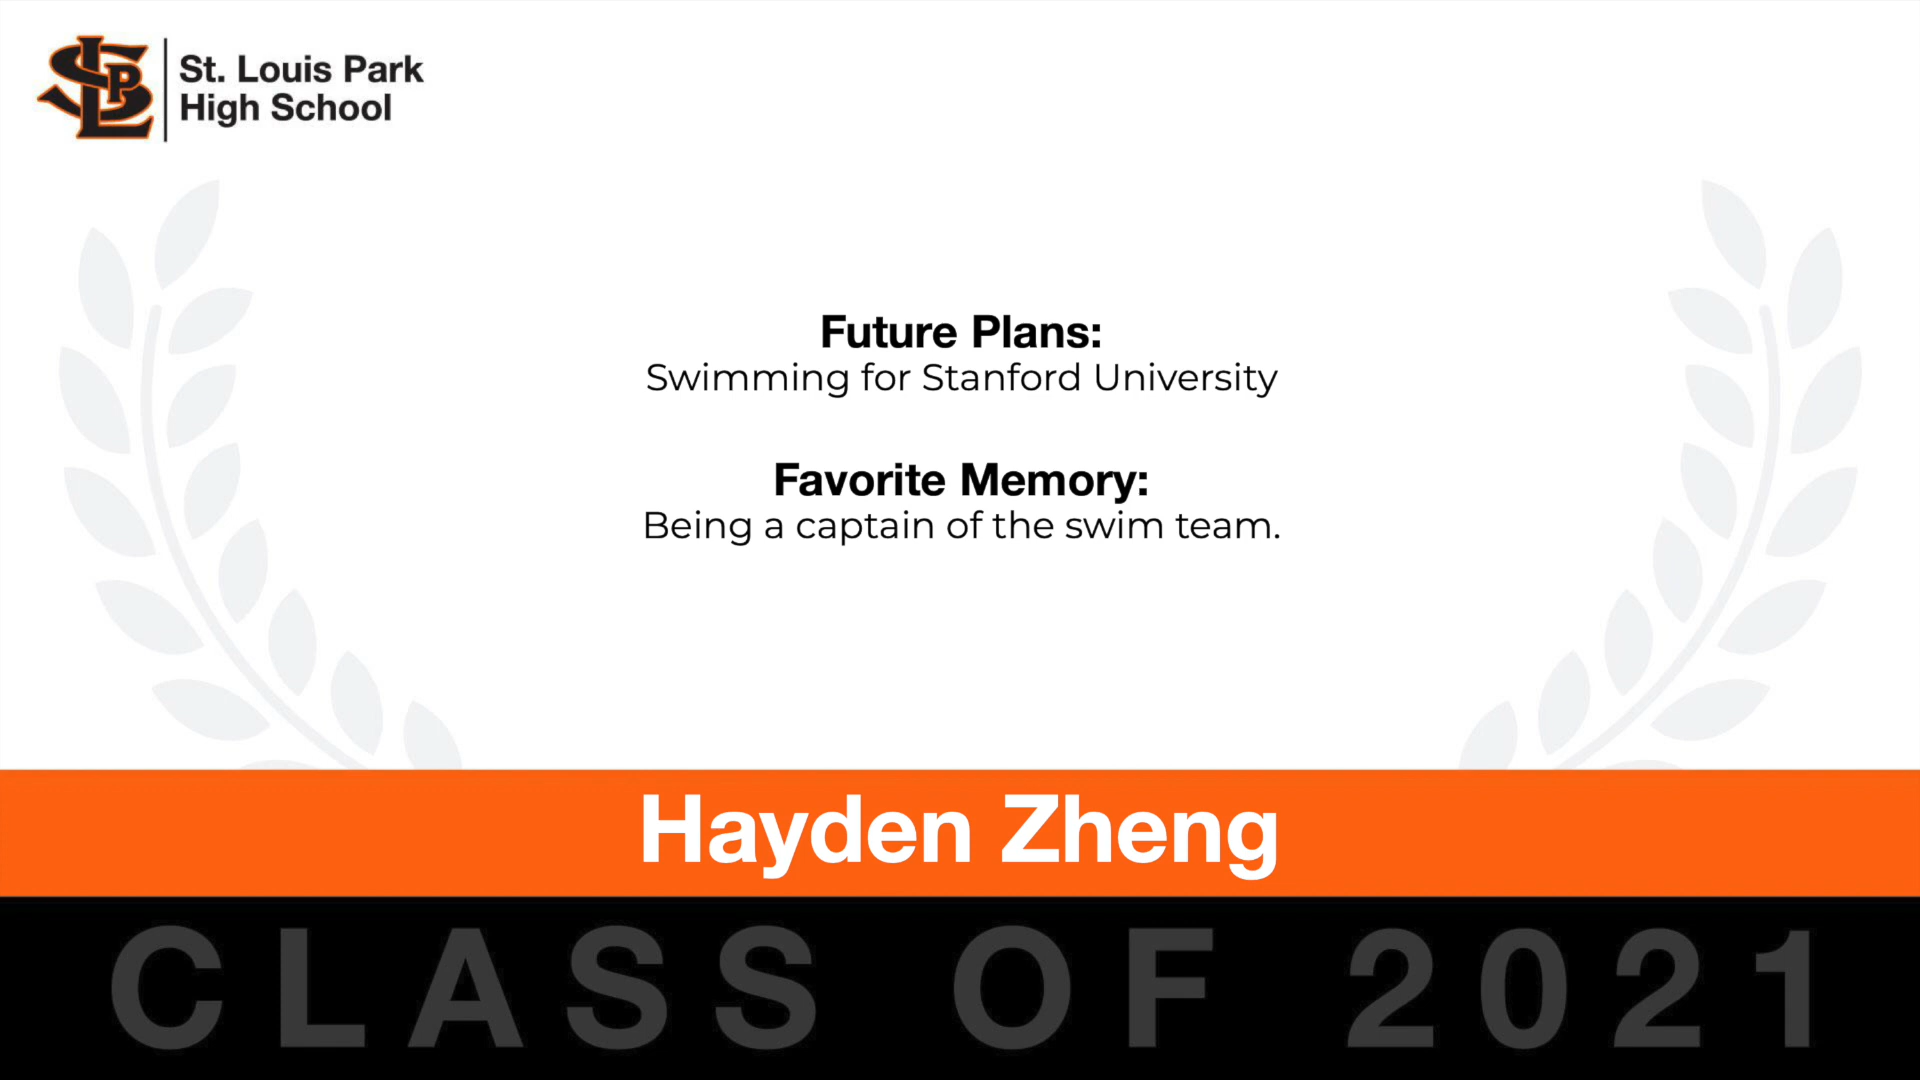 SLP
St. Louis Park
High School
Future Plans:
Swimming for Stanford University
Favorite Memory:
Being a captain of the swim team.
Hayden Zheng
CLASS OF 2021